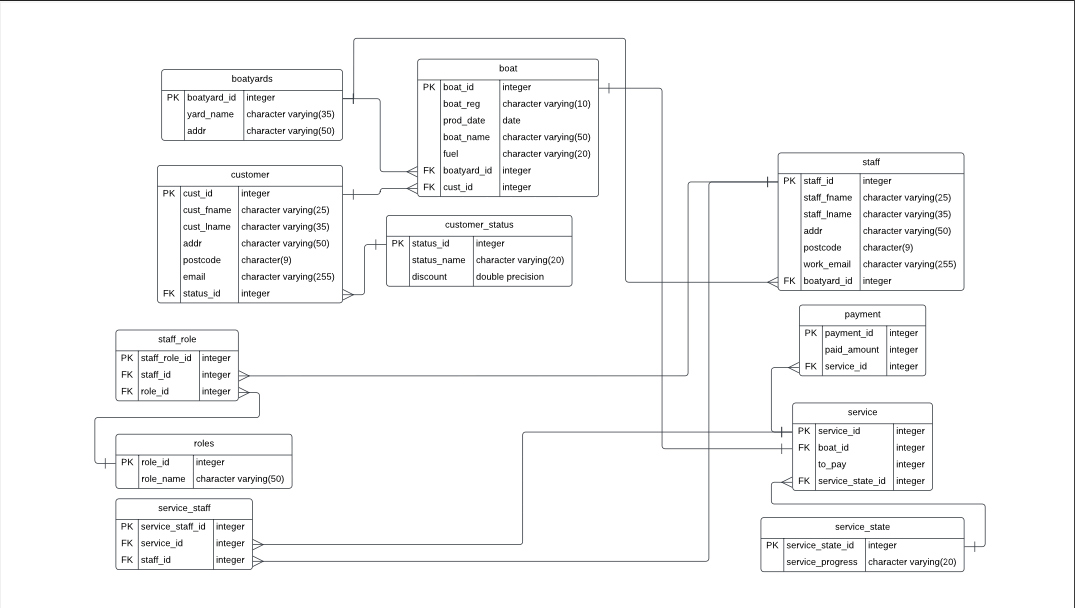 boatyards
PK boatyard_id integer
yard_name character varying(35)
addr character varying(50)
boat
PK boat_id integer
boat_reg character varying(10)
prod_date date
boat_name character varying(50)
fuel character varying(20)
FK boatyard_id integer
FK cust_id integer
customer
PK cust_id integer
cust_fname character varying(25)
cust_lname character varying(35)
addr character varying(50)
postcode character(9)
email character varying(255)
FK status_id integer
customer_status
PK status_id integer
status_name character varying(20)
discount double precision
staff
PK staff_id integer
staff_fname character varying(25)
staff_lname character varying(35)
addr character varying(50)
postcode character(9)
work_email character varying(255)
FK boatyard_id integer
payment
PK payment_id integer
paid_amount integer
FK service_id integer
staff_role
PK staff_role_id integer
FK staff_id integer
FK role_id integer
service
PK service_id integer
FK boat_id integer
to_pay integer
FK service_state_id integer
roles
PK role_id integer
role_name character varying(50)
service_staff
PK service_staff_id integer
FK service_id integer
FK staff_id integer
service_state
PK service_state_id integer
service_progress character varying(20)